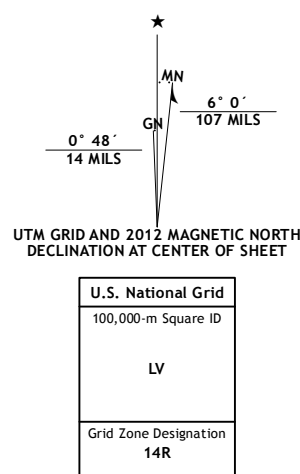 ★
MN
GN
6° 0´
107 MILS
0° 48´
14 MILS
UTM GRID AND 2012 MAGNETIC NORTH
DECLINATION AT CENTER OF SHEET
U.S. National Grid
100,000-m Square ID
LV
Grid Zone Designation
14R